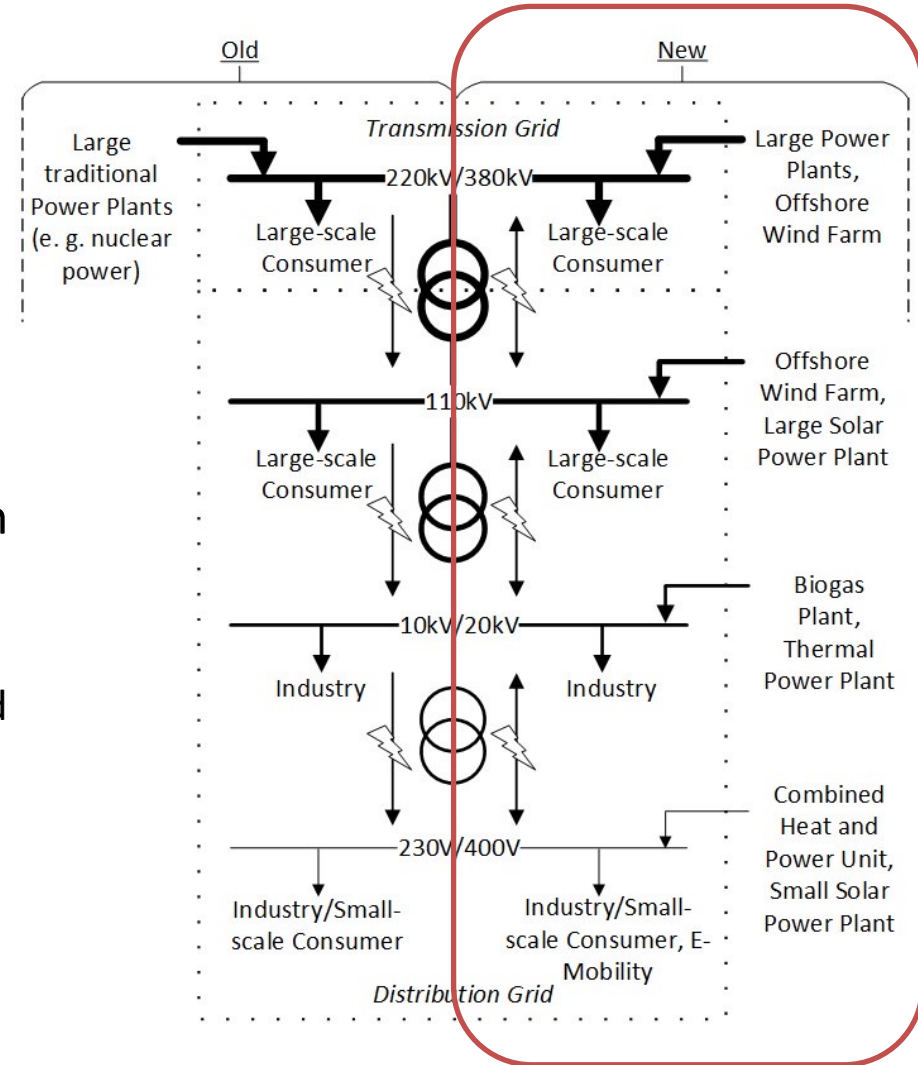 Old
New
Transmission Grid
Large
traditional
Power Plants
(e. g. nuclear
power)
220kV/380kV
Large Power
Plants,
Offshore
Wind Farm
Large-scale
Consumer
Large-scale
Consumer
110kV
Offshore
Wind Farm,
Large Solar
Power Plant
Large-scale
Consumer
Large-scale
Consumer
10kV/20kV
Biogas
Plant,
Thermal
Power Plant
Industry
Industry
230V/400V
Combined
Heat and
Power Unit,
Small Solar
Power Plant
Industry/Small-
scale Consumer
Industry/Small-
scale Consumer, E-
Mobility
Distribution Grid